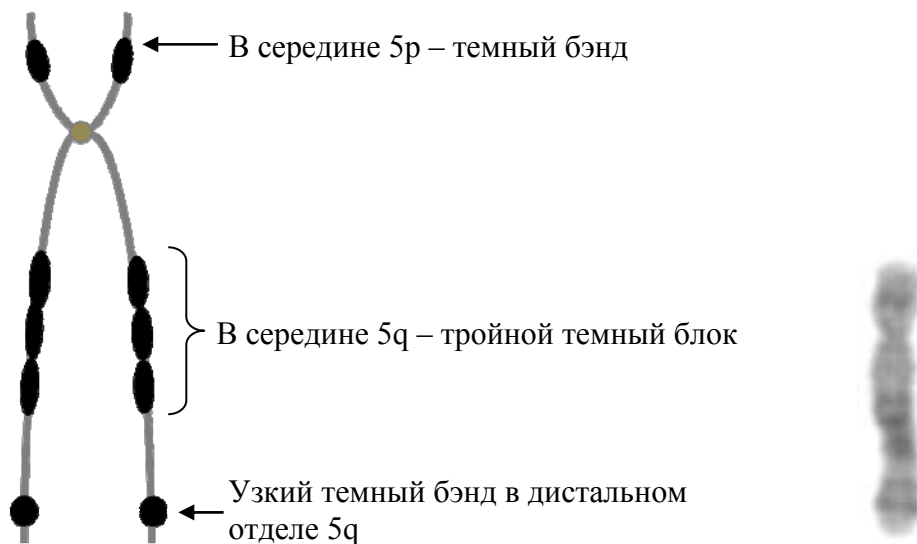 В середине 5p – темный бэнд
В середине 5q – тройной темный блок
Узкий темный бэнд в дистальном
отделе 5q